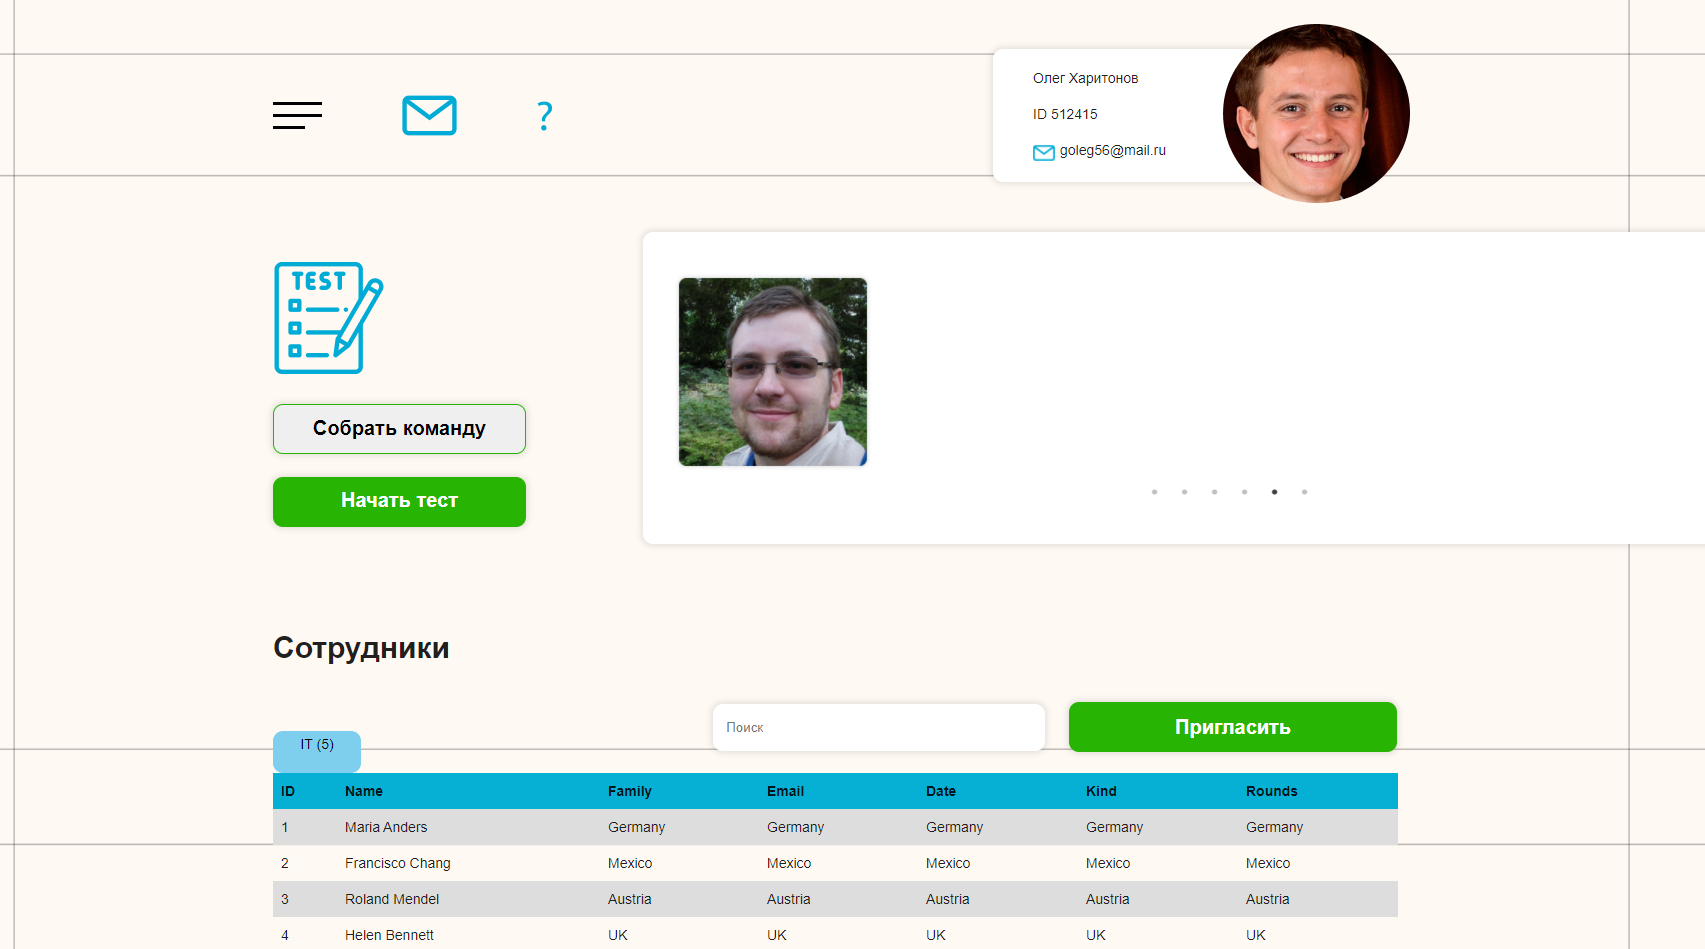 Олег Харитонов
ID 512415
goleg56@mail.ru
?
TEST
Собрать команду
Начать тест
Сотрудники
Поиск
Пригласить
IT (5)
ID Name Family Email Date Kind Rounds
1 Maria Anders Germany Germany Germany Germany Germany
2 Francisco Chang Mexico Mexico Mexico Mexico Mexico
3 Roland Mendel Austria Austria Austria Austria Austria
4 Helen Bennett UK UK UK UK UK